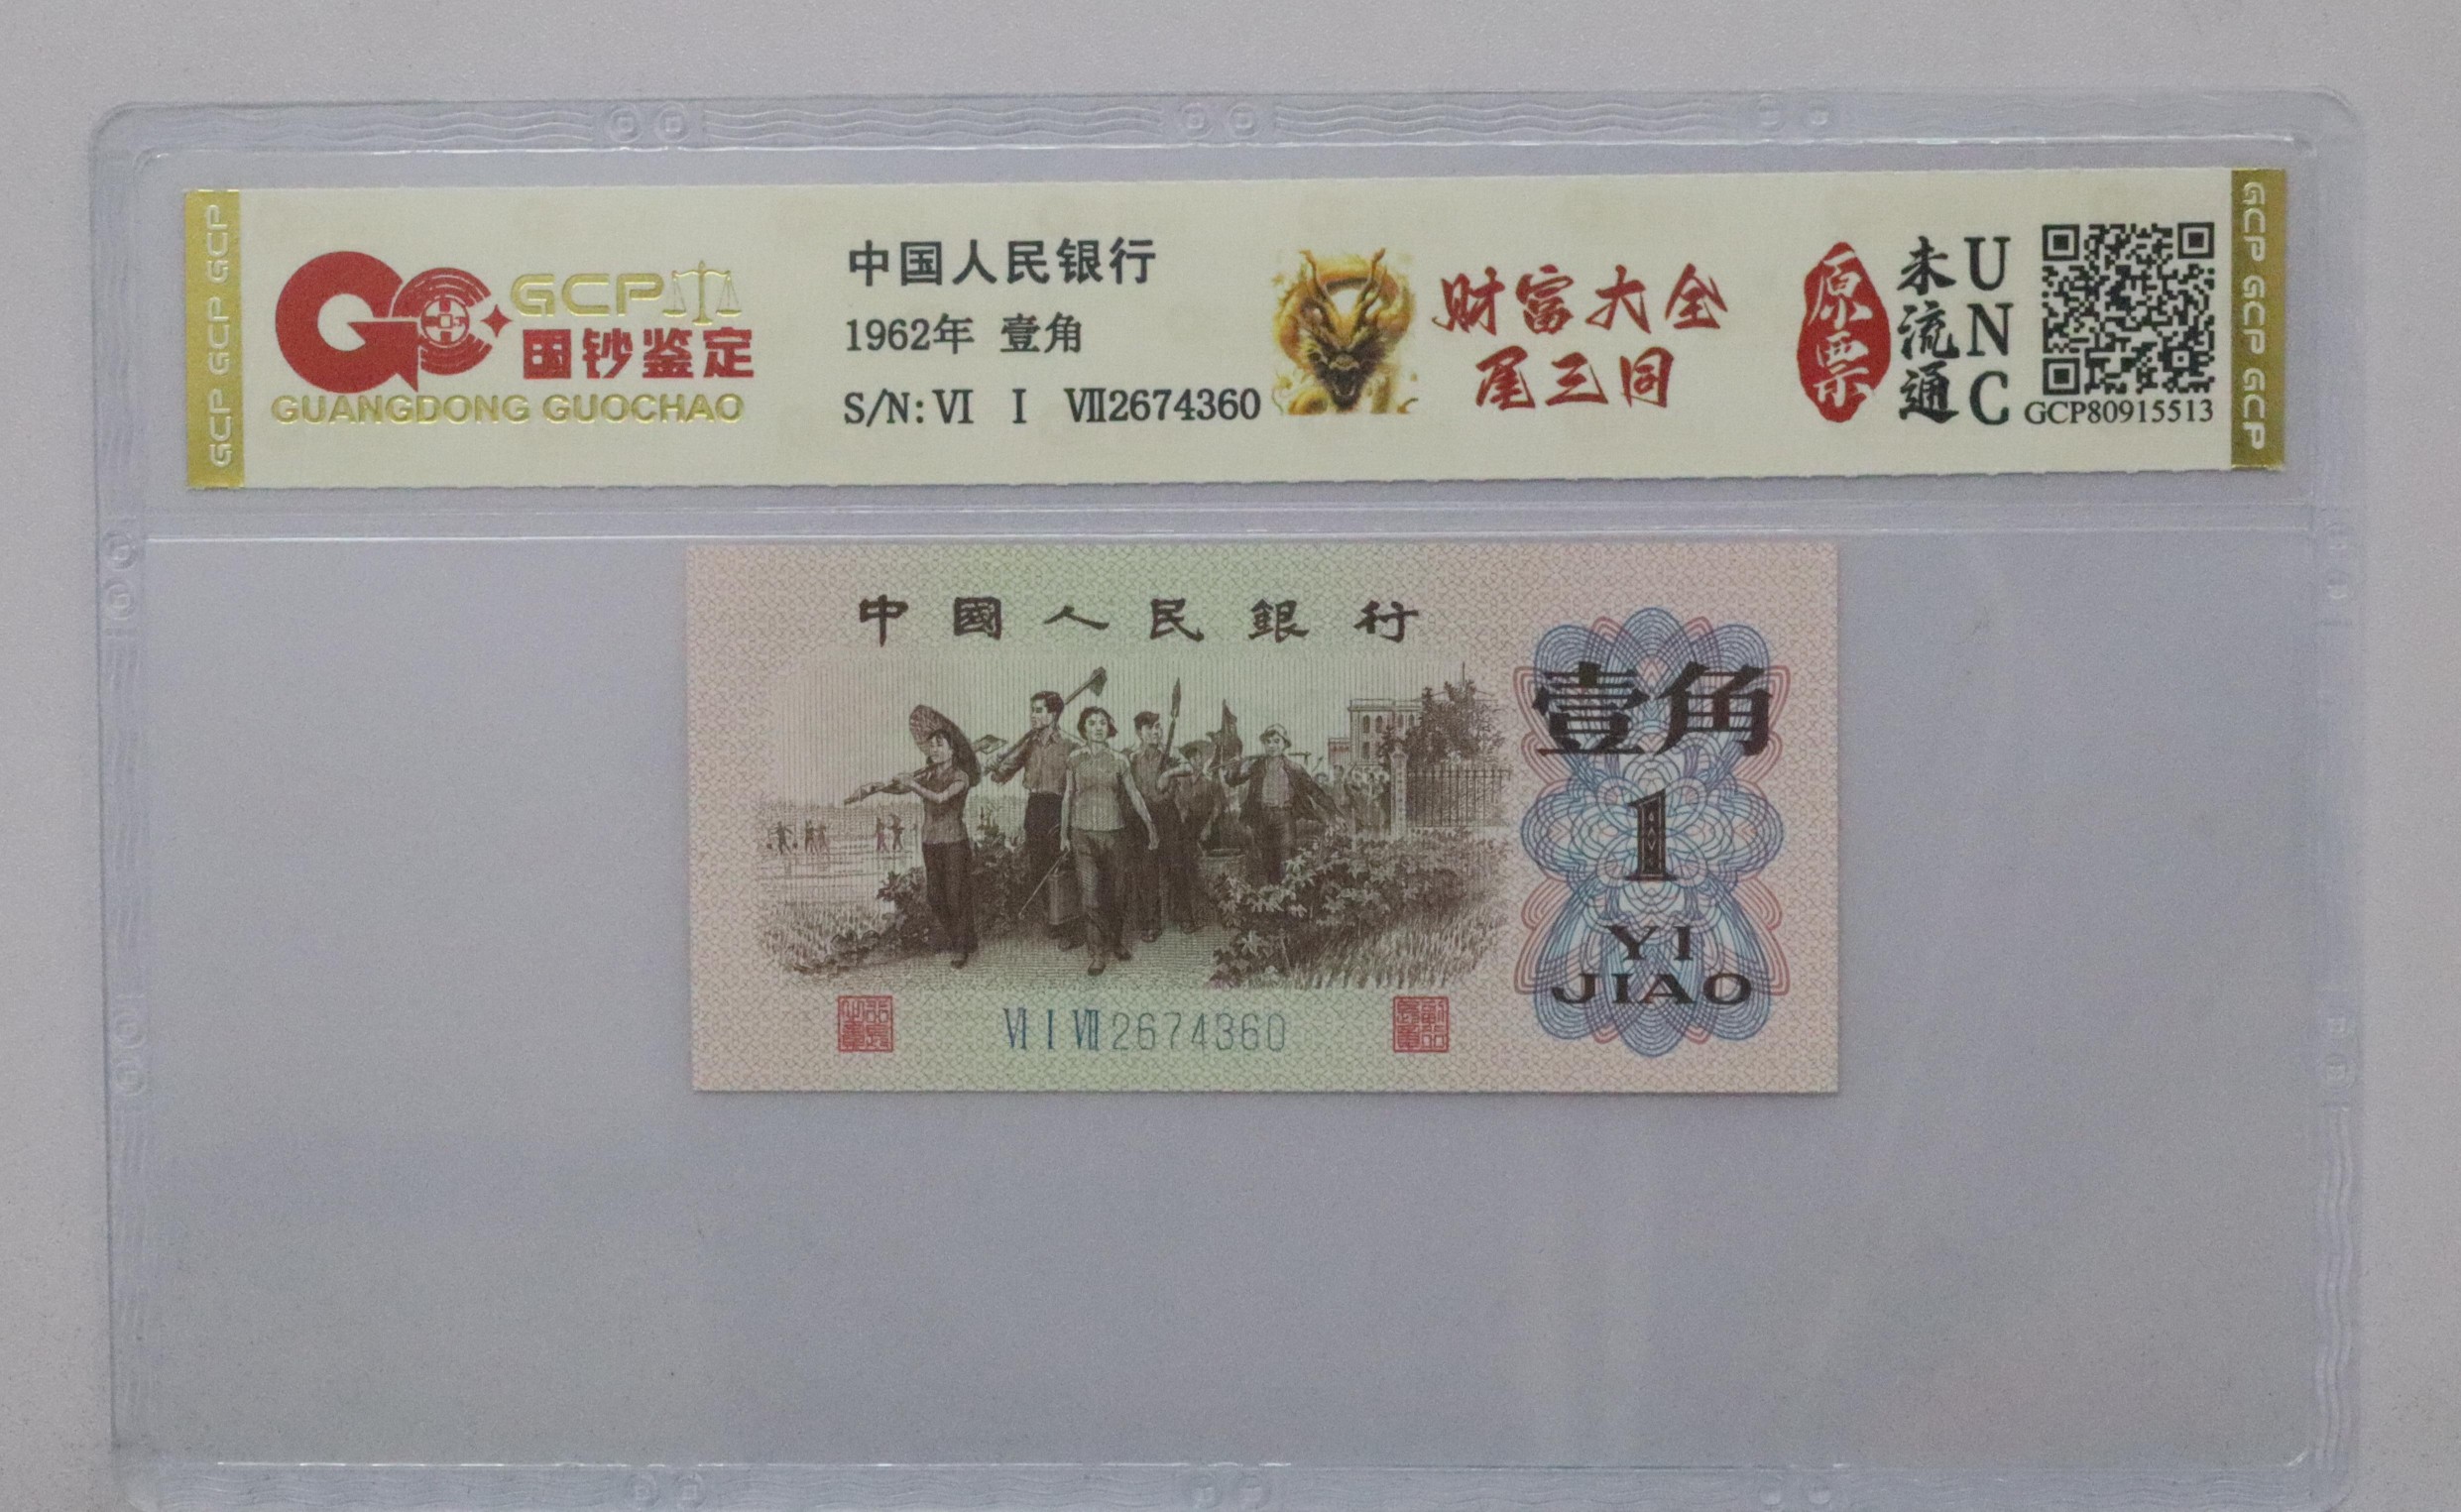 GCP GCP GCP
GCP
国钞鉴定
GUANGDONG GUOCHAO
中国人民银行
1962年 壹角
S/N: VI I VII2674360
财富大全
尾三同
原票
未流通
UNC
GCP80915513
GCP GCP GCP
中國人民銀行
壹角
1
YI
JIAO
VI I VII 2674360